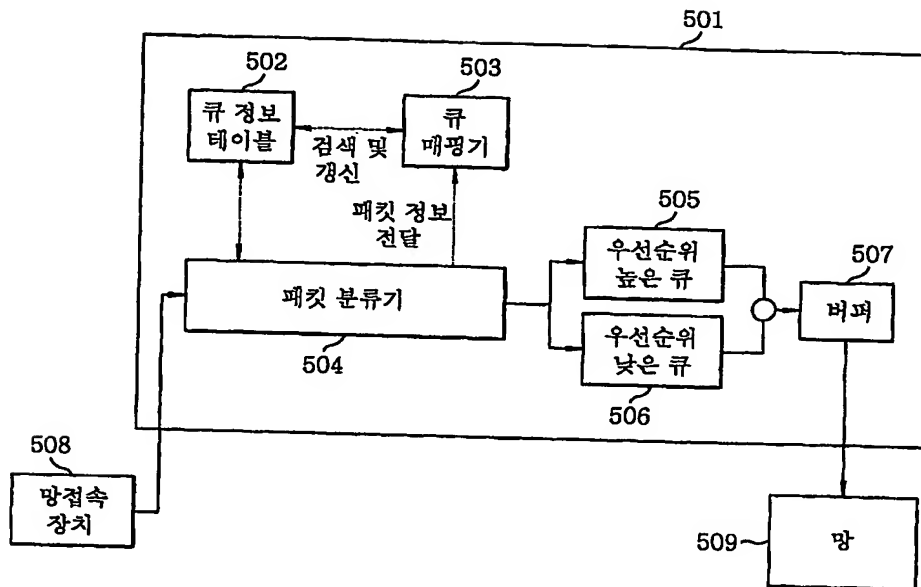 501
502
503
큐 정보
테이블
큐
매핑기
검색 및
갱신
패킷 정보
전달
505
우선순위
높은 큐
507
버퍼
패킷 분류기
504
우선순위
낮은 큐
506
508
망접속
장치
509
망